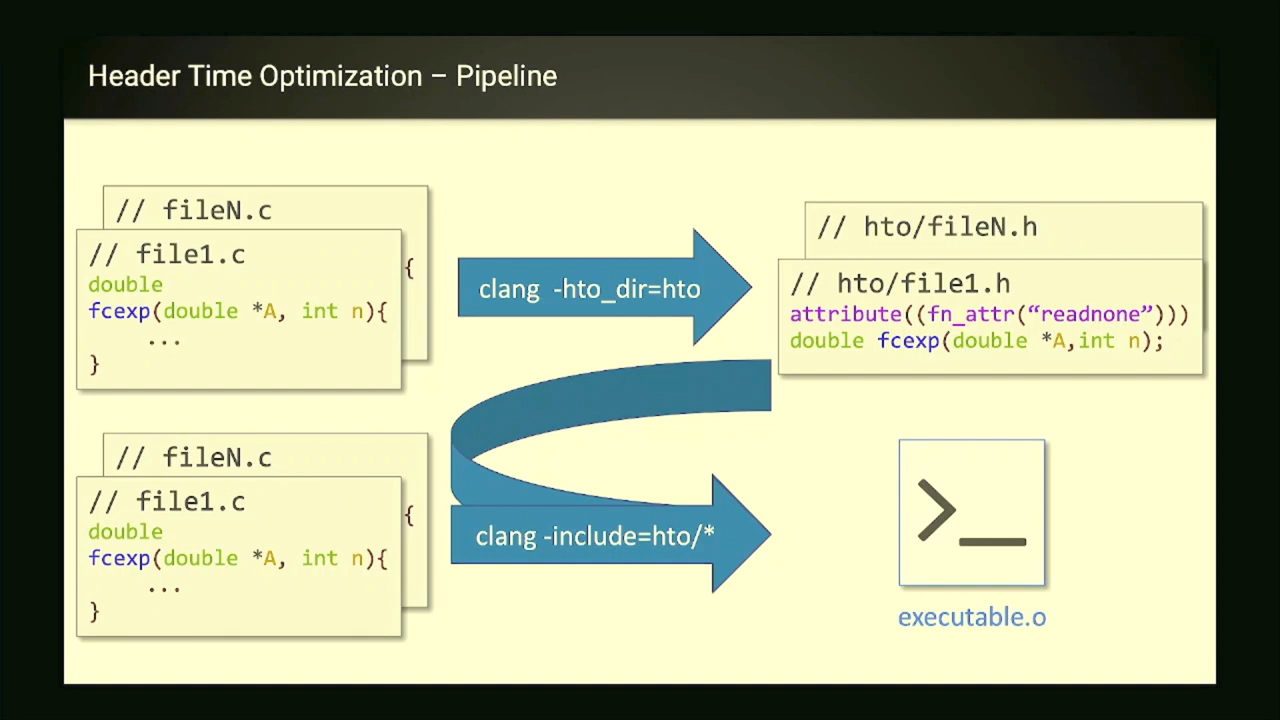 Header Time Optimization – Pipeline
// fileN.c
{
// file1.c
double
fcexp(double *A, int n){
...
}
clang -hto_dir=hto
// hto/fileN.h
// hto/file1.h
attribute((fn_attr(“readnone”)))
double fcexp(double *A,int n);
// fileN.c
{
// file1.c
double
fcexp(double *A, int n){
...
}
clang -include=hto/*
>_
executable.o